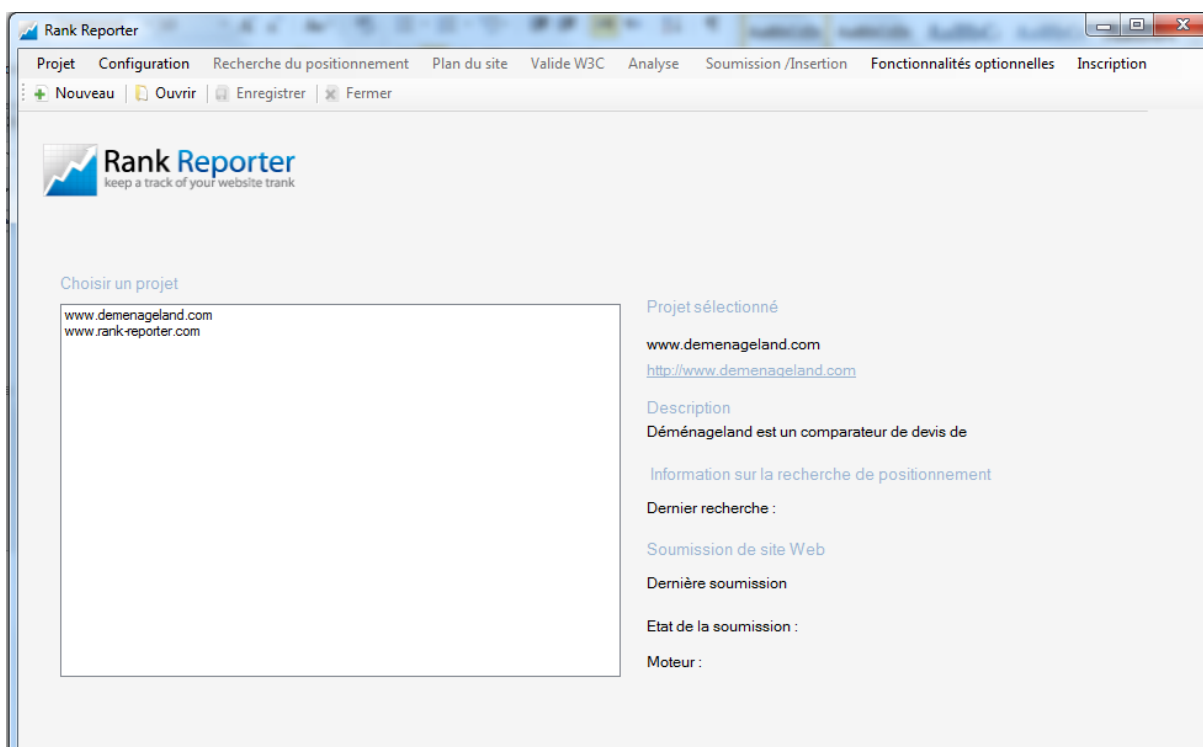 Rank Reporter
Projet Configuration Recherche du positionnement Plan du site Valide W3C Analyse Soumission /Insertion Fonctionnalités optionnelles Inscription
Nouveau Ouvrir Enregistrer Fermer
Rank Reporter
keep a track of your website trank
Choisir un projet
www.demenageland.com
www.rank-reporter.com
Projet sélectionné
www.demenageland.com
http://www.demenageland.com
Description
Déménageland est un comparateur de devis de
Information sur la recherche de positionnement
Dernier recherche :
Soumission de site Web
Dernière soumission
Etat de la soumission :
Moteur :